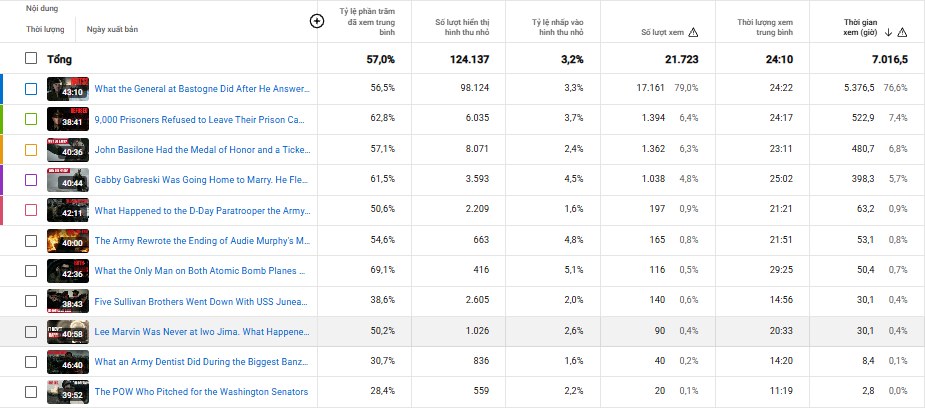 Nội dung
Thời lượng Ngày xuất bản
Tỷ lệ phần trăm đã xem trung bình
Số lượt hiển thị hình thu nhỏ
Tỷ lệ nhấp vào hình thu nhỏ
Số lượt xem
Thời lượng xem trung bình
Thời gian xem (giờ)
Tổng 57,0% 124.137 3,2% 21.723 24:10 7.016,5
43:10 What the General at Bastogne Did After He Answer... 56,5% 98.124 3,3% 17.161 79,0% 24:22 5.376,5 76,6%
38:41 9,000 Prisoners Refused to Leave Their Prison Ca... 62,8% 6.035 3,7% 1.394 6,4% 24:17 522,9 7,4%
40:36 John Basilone Had the Medal of Honor and a Ticke... 57,1% 8.071 2,4% 1.362 6,3% 23:11 480,7 6,8%
40:44 Gabby Gabreski Was Going Home to Marry. He Fle... 61,5% 3.593 4,5% 1.038 4,8% 25:02 398,3 5,7%
42:11 What Happened to the D-Day Paratrooper the Army... 50,6% 2.209 1,6% 197 0,9% 21:21 63,2 0,9%
40:00 The Army Rewrote the Ending of Audie Murphy's M... 54,6% 663 4,8% 165 0,8% 21:51 53,1 0,8%
42:36 What the Only Man on Both Atomic Bomb Planes ... 69,1% 416 5,1% 116 0,5% 29:25 50,4 0,7%
38:43 Five Sullivan Brothers Went Down With USS Junea... 38,6% 2.605 2,0% 140 0,6% 14:56 30,1 0,4%
40:58 Lee Marvin Was Never at Iwo Jima. What Happene... 50,2% 1.026 2,6% 90 0,4% 20:33 30,1 0,4%
46:40 What an Army Dentist Did During the Biggest Banz... 30,7% 836 1,6% 40 0,2% 14:20 8,4 0,1%
39:52 The POW Who Pitched for the Washington Senators 28,4% 559 2,2% 20 0,1% 11:19 2,8 0,0%